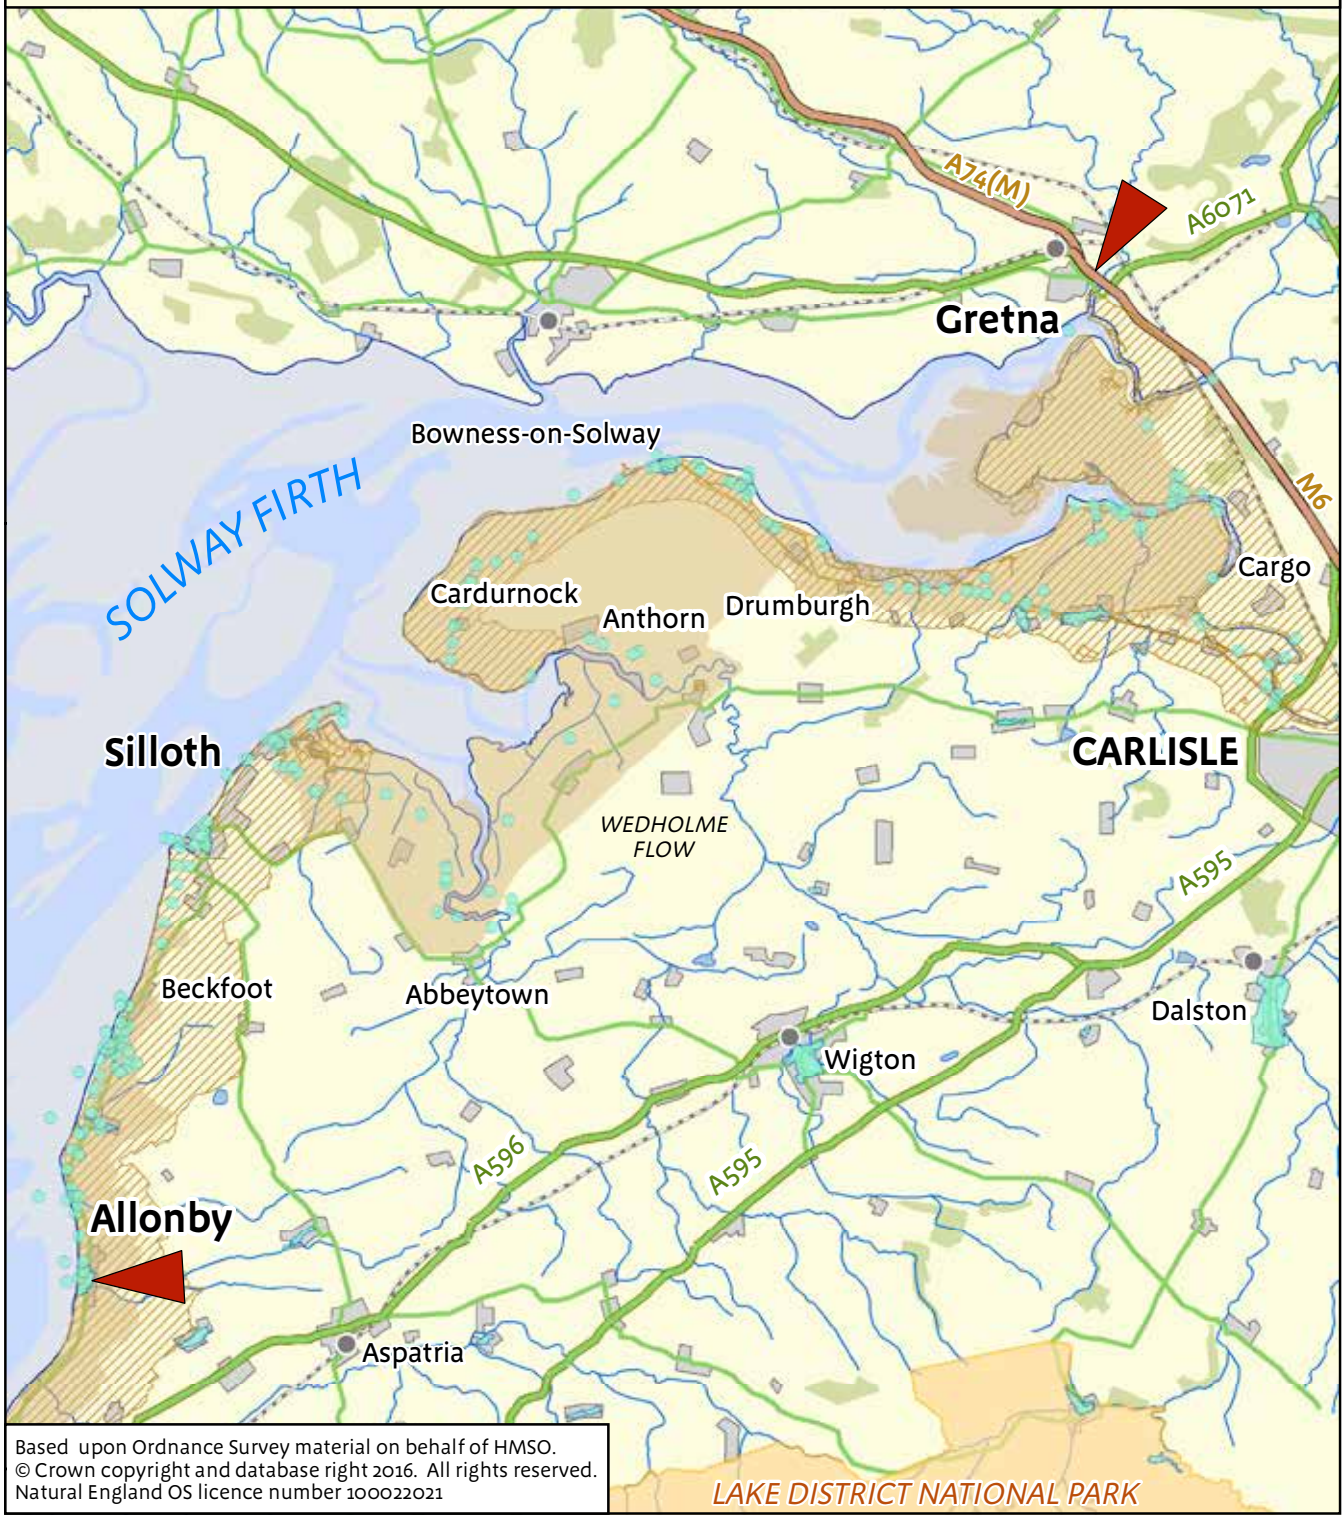 A74(M)
A6071
Gretna
Bowness-on-Solway
SOLWAY FIRTH
M6
Cargo
Cardurnock
Anthorn
Drumburgh
Silloth
CARLISLE
WEDHOLME
FLOW
A595
Beckfoot
Abbeytown
Dalston
Wigton
A596
A595
Allonby
Aspatria
Based upon Ordnance Survey material on behalf of HMSO.
© Crown copyright and database right 2016. All rights reserved.
Natural England OS licence number 100022021
LAKE DISTRICT NATIONAL PARK